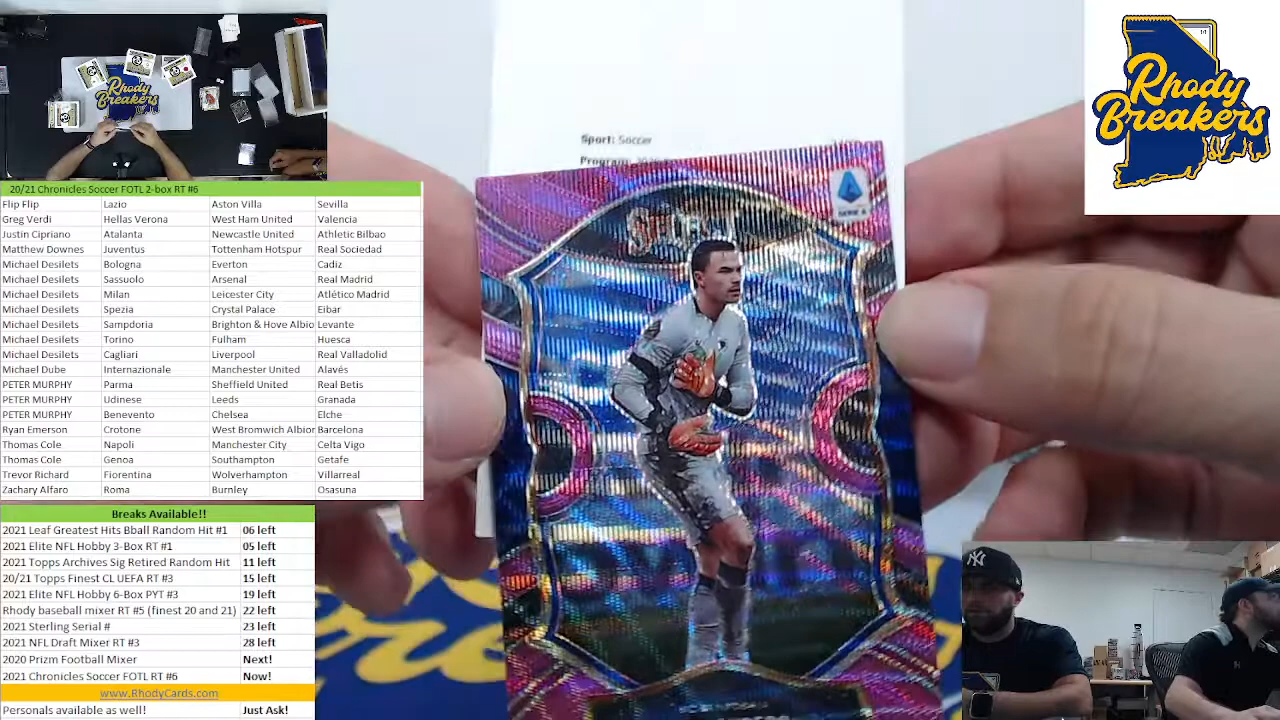 Rhody
Breakers
20/21 Chronicles Soccer FOTL 2-box RT #6
Flip Flip Lazio Aston Villa Sevilla
Greg Verdi Hellas Verona West Ham United Valencia
Justin Cipriano Atalanta Newcastle United Athletic Bilbao
Matthew Downes Juventus Tottenham Hotspur Real Sociedad
Michael Desilets Bologna Everton Cadiz
Michael Desilets Sassuolo Arsenal Real Madrid
Michael Desilets Milan Leicester City Atlético Madrid
Michael Desilets Spezia Crystal Palace Eibar
Michael Desilets Sampdoria Brighton & Hove Albio Levante
Michael Desilets Torino Fulham Huesca
Michael Desilets Cagliari Liverpool Real Valladolid
Michael Dube Internazionale Manchester United Alavés
PETER MURPHY Parma Sheffield United Real Betis
PETER MURPHY Udinese Leeds Granada
PETER MURPHY Benevento Chelsea Elche
Ryan Emerson Crotone West Bromwich Albion Barcelona
Thomas Cole Napoli Manchester City Celta Vigo
Thomas Cole Genoa Southampton Getafe
Trevor Richard Fiorentina Wolverhampton Villarreal
Zachary Alfaro Roma Burnley Osasuna
Breaks Available!!
2021 Leaf Greatest Hits Bball Random Hit #1 06 left
2021 Elite NFL Hobby 3-Box RT #1 05 left
2021 Topps Archives Sig Retired Random Hit 11 left
20/21 Topps Finest CL UEFA RT #3 15 left
2021 Elite NFL Hobby 6-Box PYT #3 19 left
Rhody baseball mixer RT #5 (finest 20 and 21) 22 left
2021 Sterling Serial # 23 left
2021 NFL Draft Mixer RT #3 28 left
2020 Prizm Football Mixer Next!
2021 Chronicles Soccer FOTL RT #6 Now!
www.RhodyCards.com
Personals available as well! Just Ask!
Sport: Soccer
Program:
SELECT
SERIE A
Rhody
Breakers